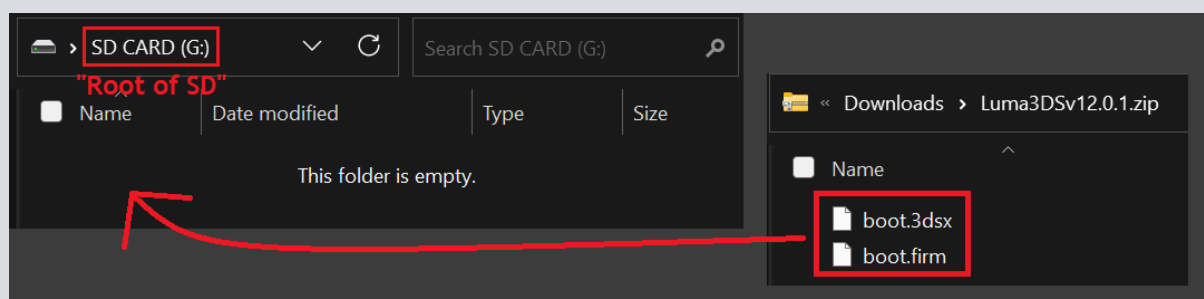 SD CARD (G:)
Search SD CARD (G:)
"Root of SD"
Name
Date modified
Type
Size
This folder is empty.
« Downloads > Luma3DSv12.0.1.zip
Name
boot.3dsx
boot.firm